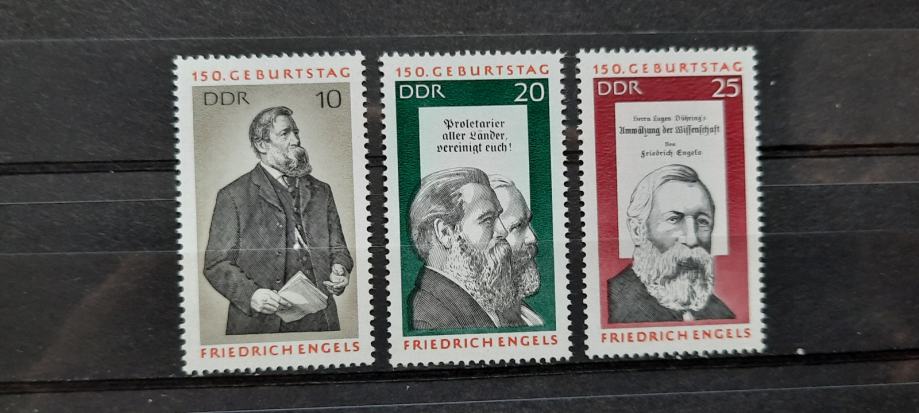 150. GEBURTSTAG
DDR 10
FRIEDRICH ENGELS
150. GEBURTSTAG
DDR 20
Proletarier
aller Länder,
vereinigt euch!
FRIEDRICH ENGELS
150. GEBURTSTAG
DDR 25
Herrn Eugen Dühring's
Umwälzung der Wissenschaft
Von
Friedrich Engels
FRIEDRICH ENGELS